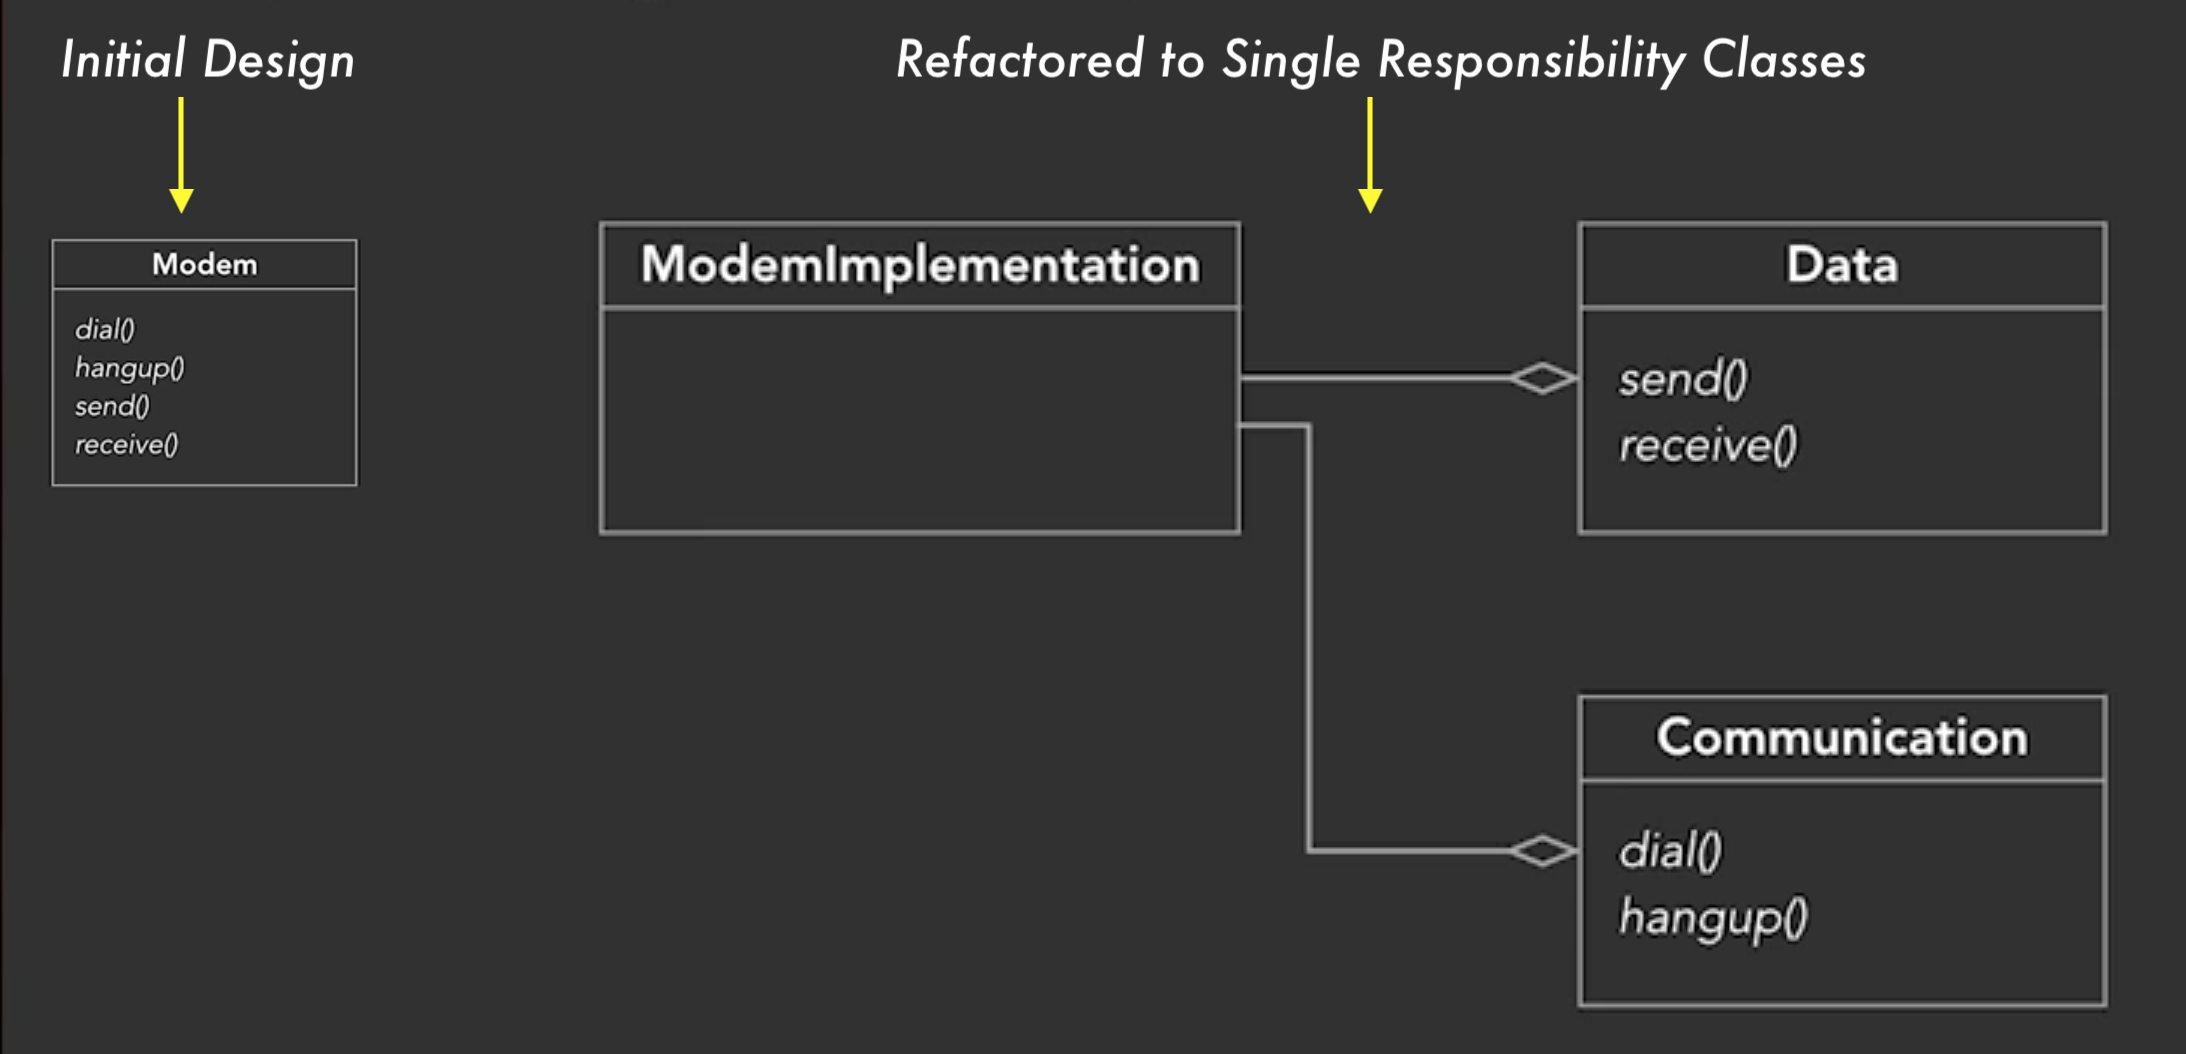 Initial Design
Refactored to Single Responsibility Classes
Modem
dial()
hangup()
send()
receive()
ModemImplementation
Data
send()
receive()
Communication
dial()
hangup()